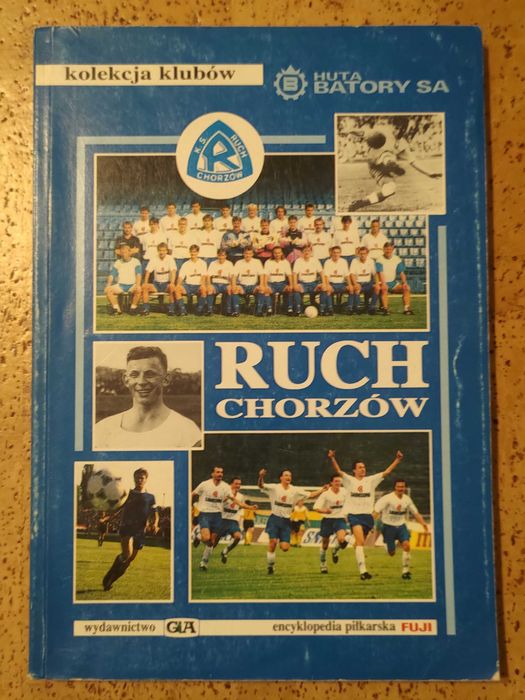 kolekcja klubów
HUTA
BATORY SA
K.S. RUCH
CHORZÓW
R
RUCH
CHORZÓW
wydawnictwo GiA
encyklopedia piłkarska FUJI